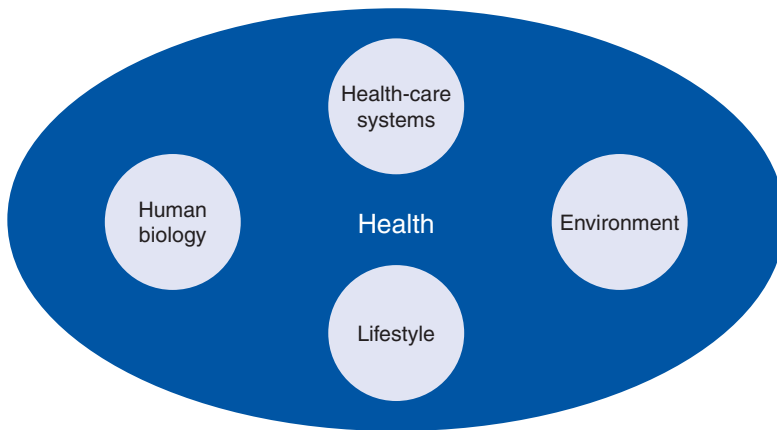 Health-care
systems
Human
biology
Health
Environment
Lifestyle